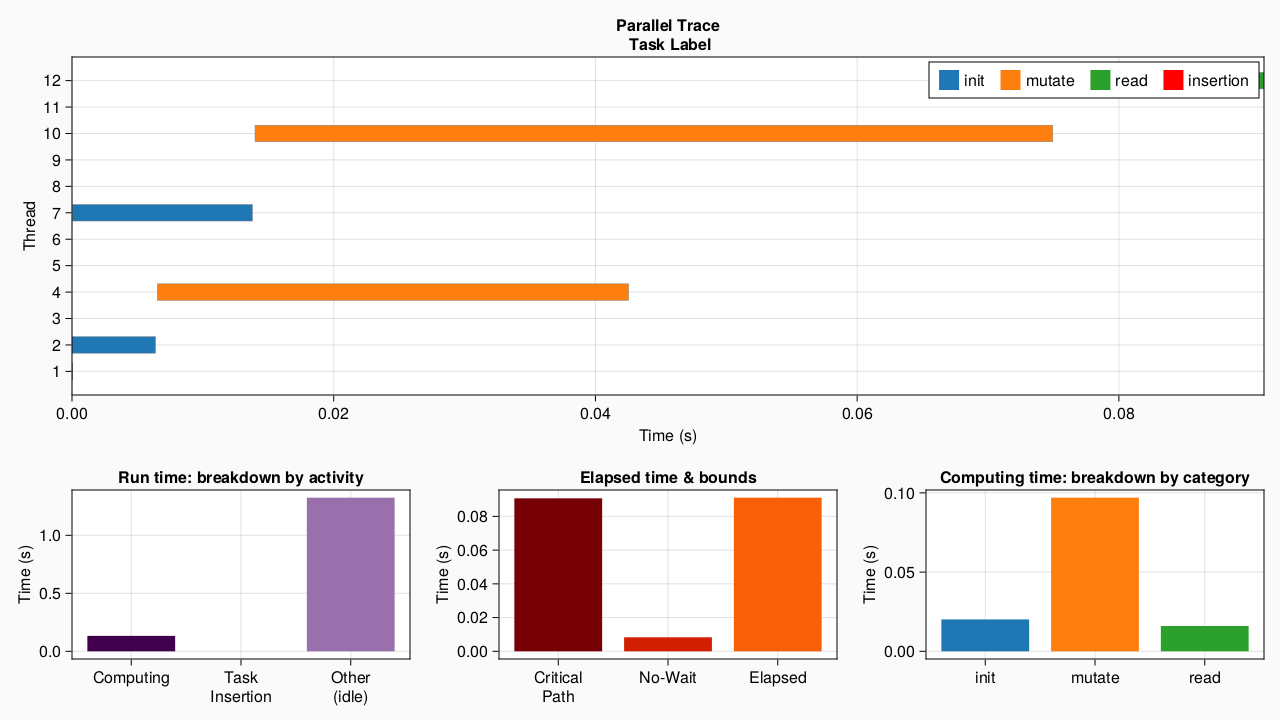 Parallel Trace
Task Label
init mutate read insertion
Thread
12
11
10
9
8
7
6
5
4
3
2
1
0.00 0.02 0.04 0.06 0.08
Time (s)
Run time: breakdown by activity
Time (s)
1.0
0.5
0.0
Computing Task Insertion Other (idle)
Elapsed time & bounds
Time (s)
0.08
0.06
0.04
0.02
0.00
Critical Path No-Wait Elapsed
Computing time: breakdown by category
Time (s)
0.10
0.05
0.00
init mutate read